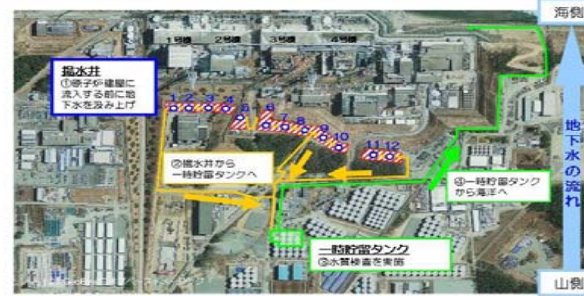 海側
1号機 2号機 3号機 4号機
揚水井
①原子炉建屋に
流入する前に地
下水を汲み上げ
1 2 3 4 5 6 7 8 9 10 11 12
②揚水井から
一時貯留タンクへ
地下水の流れ
④一時貯留タンク
から海洋へ
一時貯留タンク
③水質検査を実施
山側